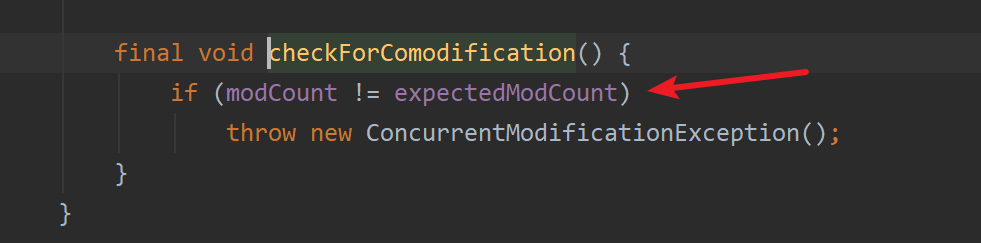 final void checkForComodification() {
if (modCount != expectedModCount)
throw new ConcurrentModificationException();
}
}